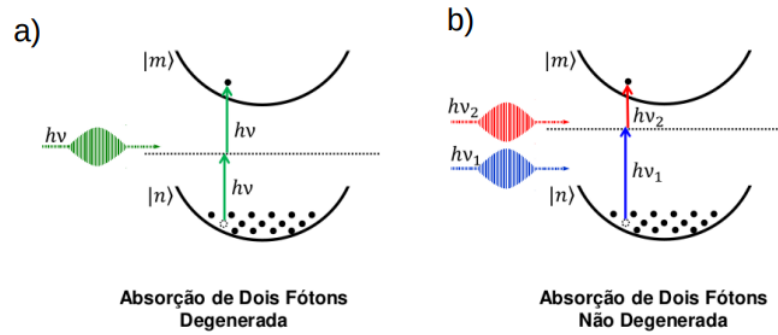 a)
|m⟩
hν
hν
|n⟩
hν
Absorção de Dois Fótons
Degenerada
b)
|m⟩
hν₂
hν₂
hν₁
hν₁
|n⟩
Absorção de Dois Fótons
Não Degenerada